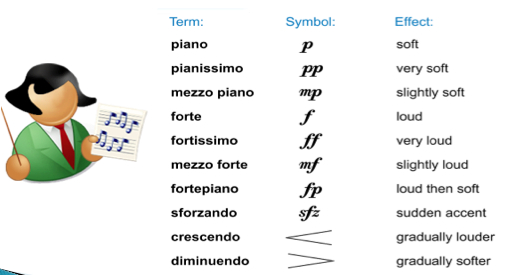 Term: Symbol: Effect:
piano p soft
pianissimo pp very soft
mezzo piano mp slightly soft
forte f loud
fortissimo ff very loud
mezzo forte mf slightly loud
fortepiano fp loud then soft
sforzando sfz sudden accent
crescendo gradually louder
diminuendo gradually softer